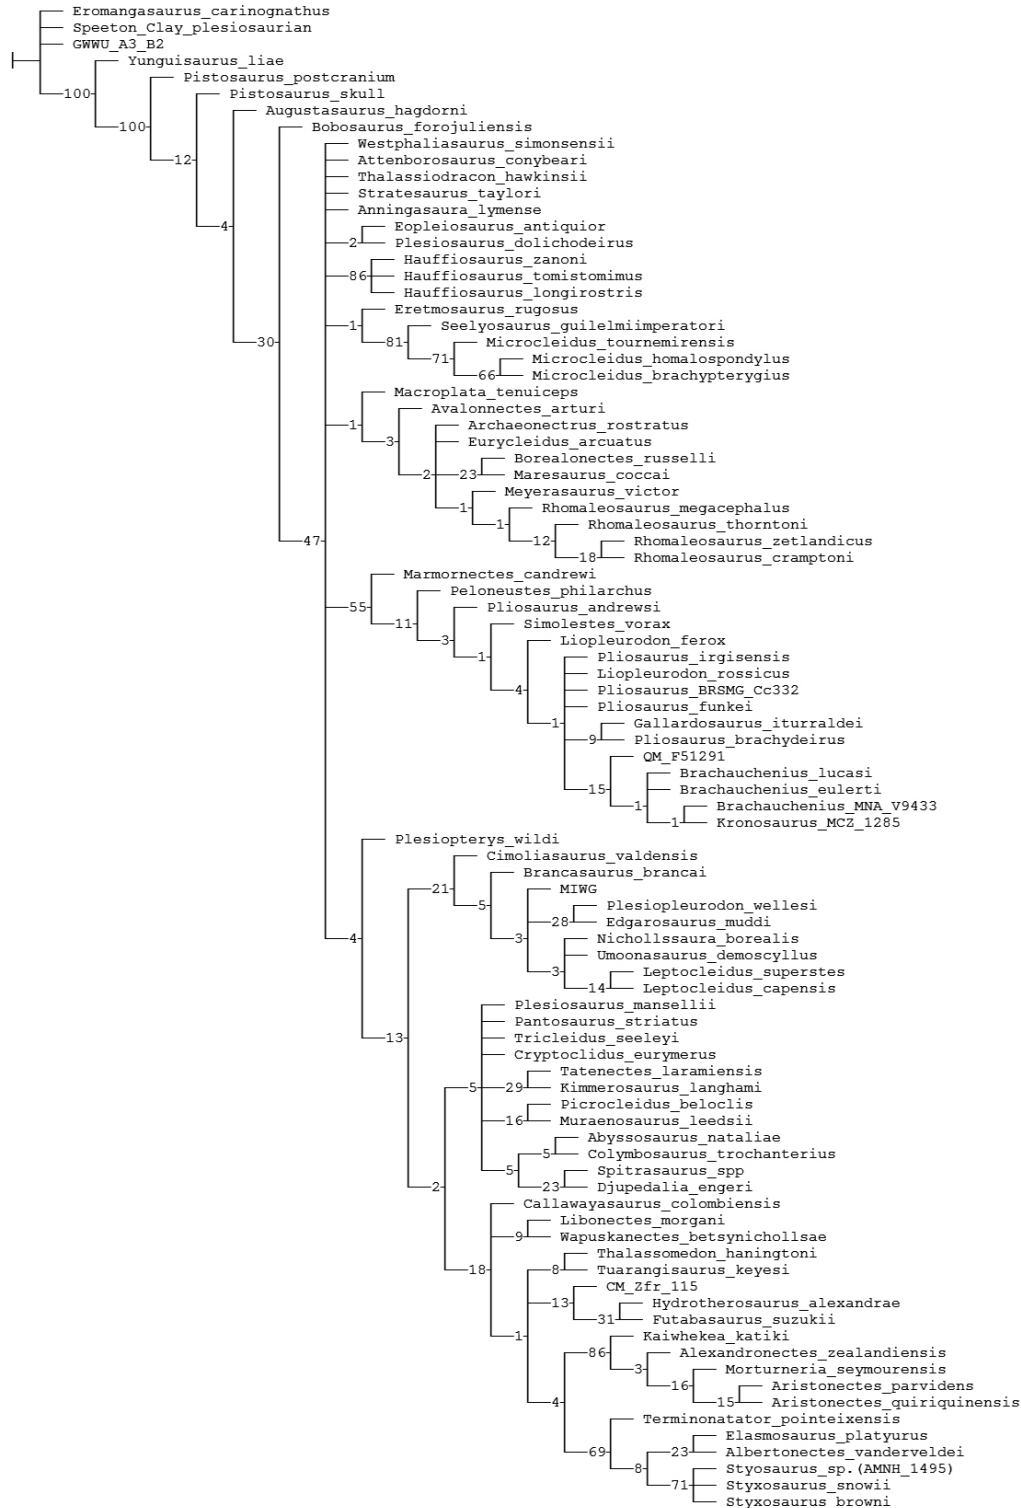 Eromangasaurus_carinognathus
Speeton_Clay_plesiosaurian
GWWU_A3_B2
Yunguisaurus_liae
Pistosaurus_postcranium
100
Pistosaurus_skull
Augustasaurus_hagdorni
100
Bobosaurus_forojuliensis
Westphaliasaurus_simonsensii
12
Attenborosaurus_conybeari
Thalassiodracon_hawkinsii
Stratesaurus_taylori
Anningasaura_lymense
4
Eopleiosaurus_antiquior
2
Plesiosaurus_dolichodeirus
Hauffiosaurus_zanoni
86
Hauffiosaurus_tomistomimus
Hauffiosaurus_longirostris
Eretmosaurus_rugosus
1
Seelyosaurus_guilelmiimperatori
30
81
Microcleidus_tournemirensis
71
Microcleidus_homalospondylus
66
Microcleidus_brachypterygius
Macroplata_tenuiceps
Avalonnectes_arturi
1
Archaeonectrus_rostratus
3
Eurycleidus_arcuatus
Borealonectes_russelli
2
23
Maresaurus_coccai
Meyerasaurus_victor
1
Rhomaleosaurus_megacephalus
1
Rhomaleosaurus_thorntoni
47
12
Rhomaleosaurus_zetlandicus
18
Rhomaleosaurus_cramptoni
Marmornectes_candrewi
Peloneustes_philarchus
55
Pliosaurus_andrewsi
11
Simolestes_vorax
3
Liopleurodon_ferox
1
Pliosaurus_irgisensis
Liopleurodon_rossicus
4
Pliosaurus_BRSMG_Cc332
Pliosaurus_funkei
1
Gallardosaurus_iturraldei
9
Pliosaurus_brachydeirus
QM_F51291
Brachauchenius_lucasi
15
Brachauchenius_eulerti
1
Brachauchenius_MNA_V9433
1
Kronosaurus_MCZ_1285
Plesiopterys_wildi
Cimoliasaurus_valdensis
Brancasaurus_brancai
21
MIWG
5
Plesiopleurodon_wellesi
28
Edgarosaurus_muddi
4
3
Nichollssaura_borealis
Umoonasaurus_demoscyllus
3
Leptocleidus_superstes
14
Leptocleidus_capensis
Plesiosaurus_mansellii
Pantosaurus_striatus
13
Tricleidus_seeleyi
Cryptoclidus_eurymerus
Tatenectes_laramiensis
5
29
Kimmerosaurus_langhami
Picrocleidus_beloclis
16
Muraenosaurus_leedsii
Abyssosaurus_nataliae
5
Colymbosaurus_trochanterius
5
Spitrasaurus_spp
2
23
Djupedalia_engeri
Callawayasaurus_colombiensis
Libonectes_morgani
9
Wapuskanectes_betsynichollsae
Thalassomedon_haningtoni
18
8
Tuarangisaurus_keyesi
CM_Zfr_115
13
Hydrotherosaurus_alexandrae
31
Futabasaurus_suzukii
1
Kaiwhekea_katiki
86
Alexandronectes_zealandiensis
3
Morturneria_seymourensis
16
Aristonectes_parvidens
4
15
Aristonectes_quiriquinensis
Terminonatator_pointeixensis
Elasmosaurus_platyurus
69
23
Albertonectes_vanderveldei
8
Styosaurus_sp.(AMNH_1495)
71
Styxosaurus_snowii
Styxosaurus_browni